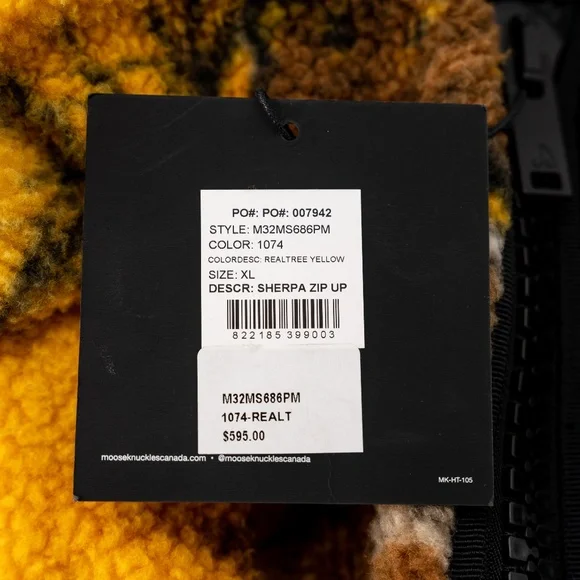 PO#: PO#: 007942
STYLE: M32MS686PM
COLOR: 1074
COLORDESC: REALTREE YELLOW
SIZE: XL
DESCR: SHERPA ZIP UP
822185 399003
M32MS686PM
1074-REALT
$595.00
mooseknucklescanada.com • @mooseknucklescanada
MK-HT-105